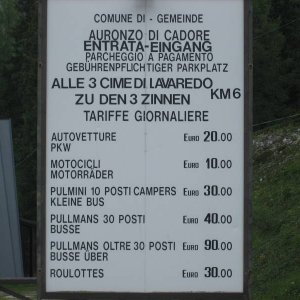 COMUNE DI - GEMEINDE
AURONZO DI CADORE
ENTRATA-EINGANG
PARCHEGGIO A PAGAMENTO
GEBÜHRENPFLICHTIGER PARKPLATZ
ALLE 3 CIME DI LAVAREDO
ZU DEN 3 ZINNEN KM 6
TARIFFE GIORNALIERE
AUTOVETTURE EURO 20.00
PKW
MOTOCICLI EURO 10.00
MOTORRÄDER
PULMINI 10 POSTI CAMPERS EURO 30.00
KLEINE BUS
PULLMANS 30 POSTI EURO 40.00
BUSSE
PULLMANS OLTRE 30 POSTI EURO 90.00
BUSSE ÜBER
ROULOTTES EURO 30.00